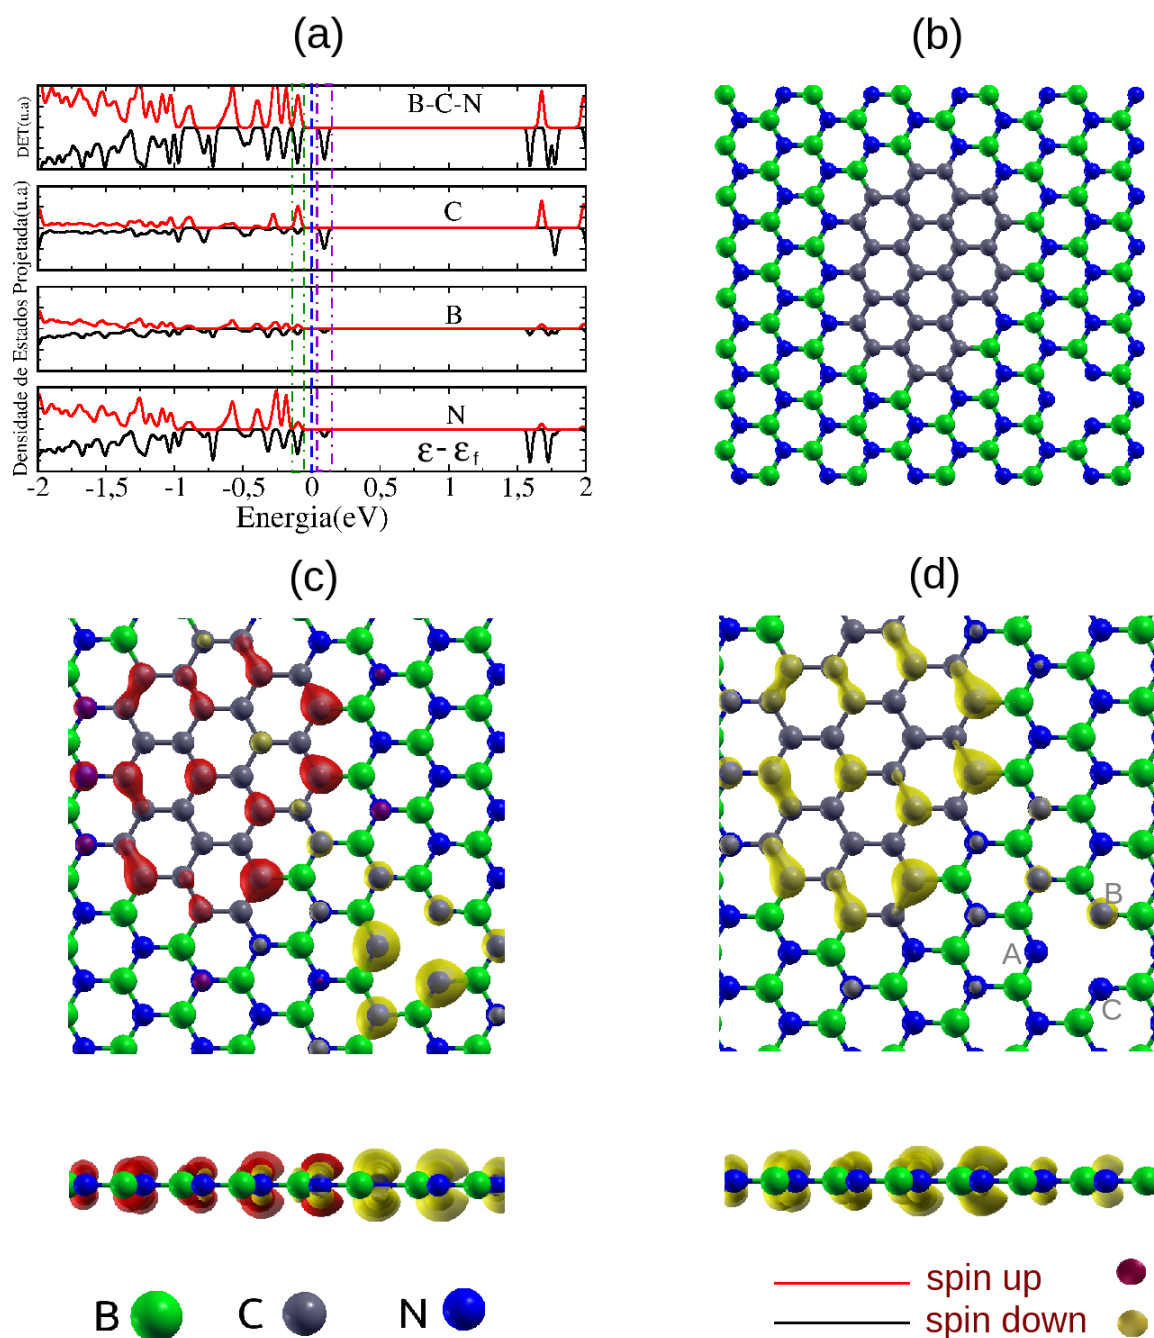 (a)
(b)
DET(u.a)
Densidade de Estados Projetada(u.a)
B-C-N
C
B
N
ε-εf
-2 -1,5 -1 -0,5 0 0,5 1 1,5 2
Energia(eV)
(c)
(d)
B
A
C
B C N
spin up
spin down